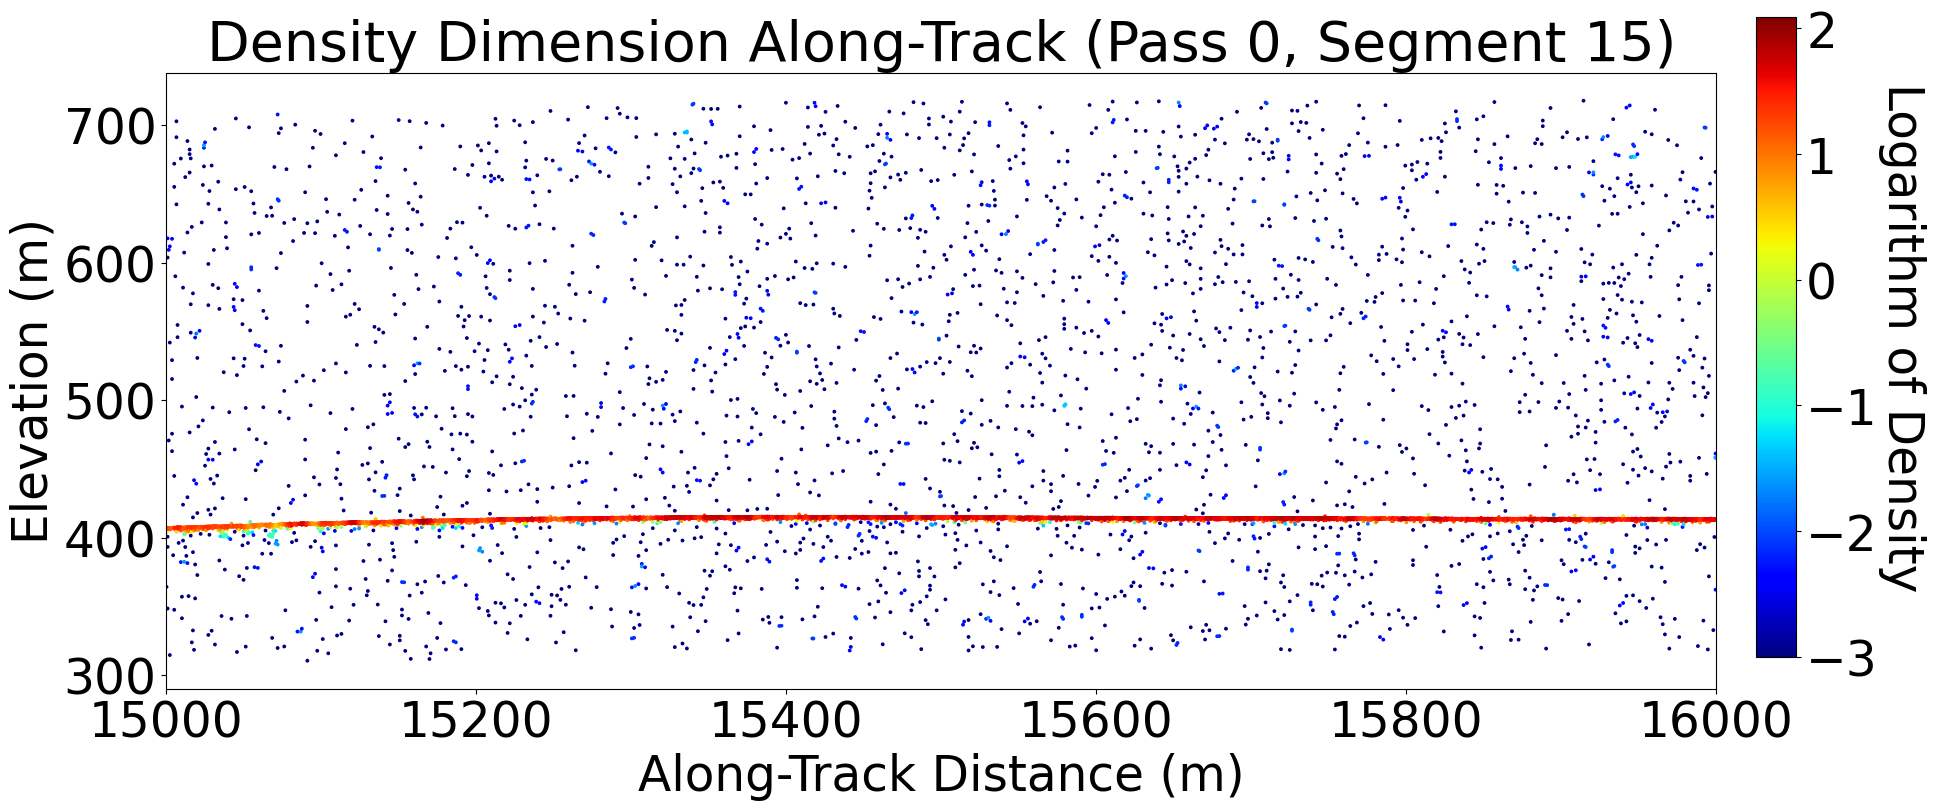 Density Dimension Along-Track (Pass 0, Segment 15)
Elevation (m)
700
600
500
400
300
15000 15200 15400 15600 15800 16000
Along-Track Distance (m)
2
1
0
−1
−2
−3
Logarithm of Density